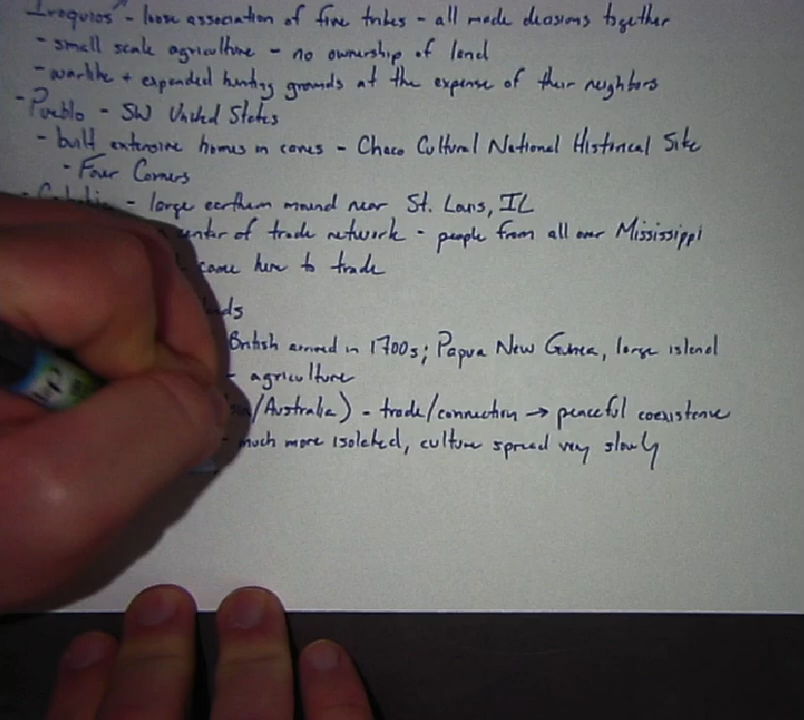 Iroquios - loose association of five tribes - all made decisions together
- small scale agriculture - no ownership of land
- warlike + expanded hunting grounds at the expense of their neighbors
- Pueblo - SW United States
- built extensive homes in caves - Chaco Cultural National Historical Site
- Four Corners
- large earthen mound near St. Louis, IL
center of trade network - people from all over Mississippi
came here to trade
British arrived in 1700s; Papua New Guinea, large island
- agriculture
/Australia) - trade/connection → peaceful coexistence
- much more isolated, culture spread very slowly